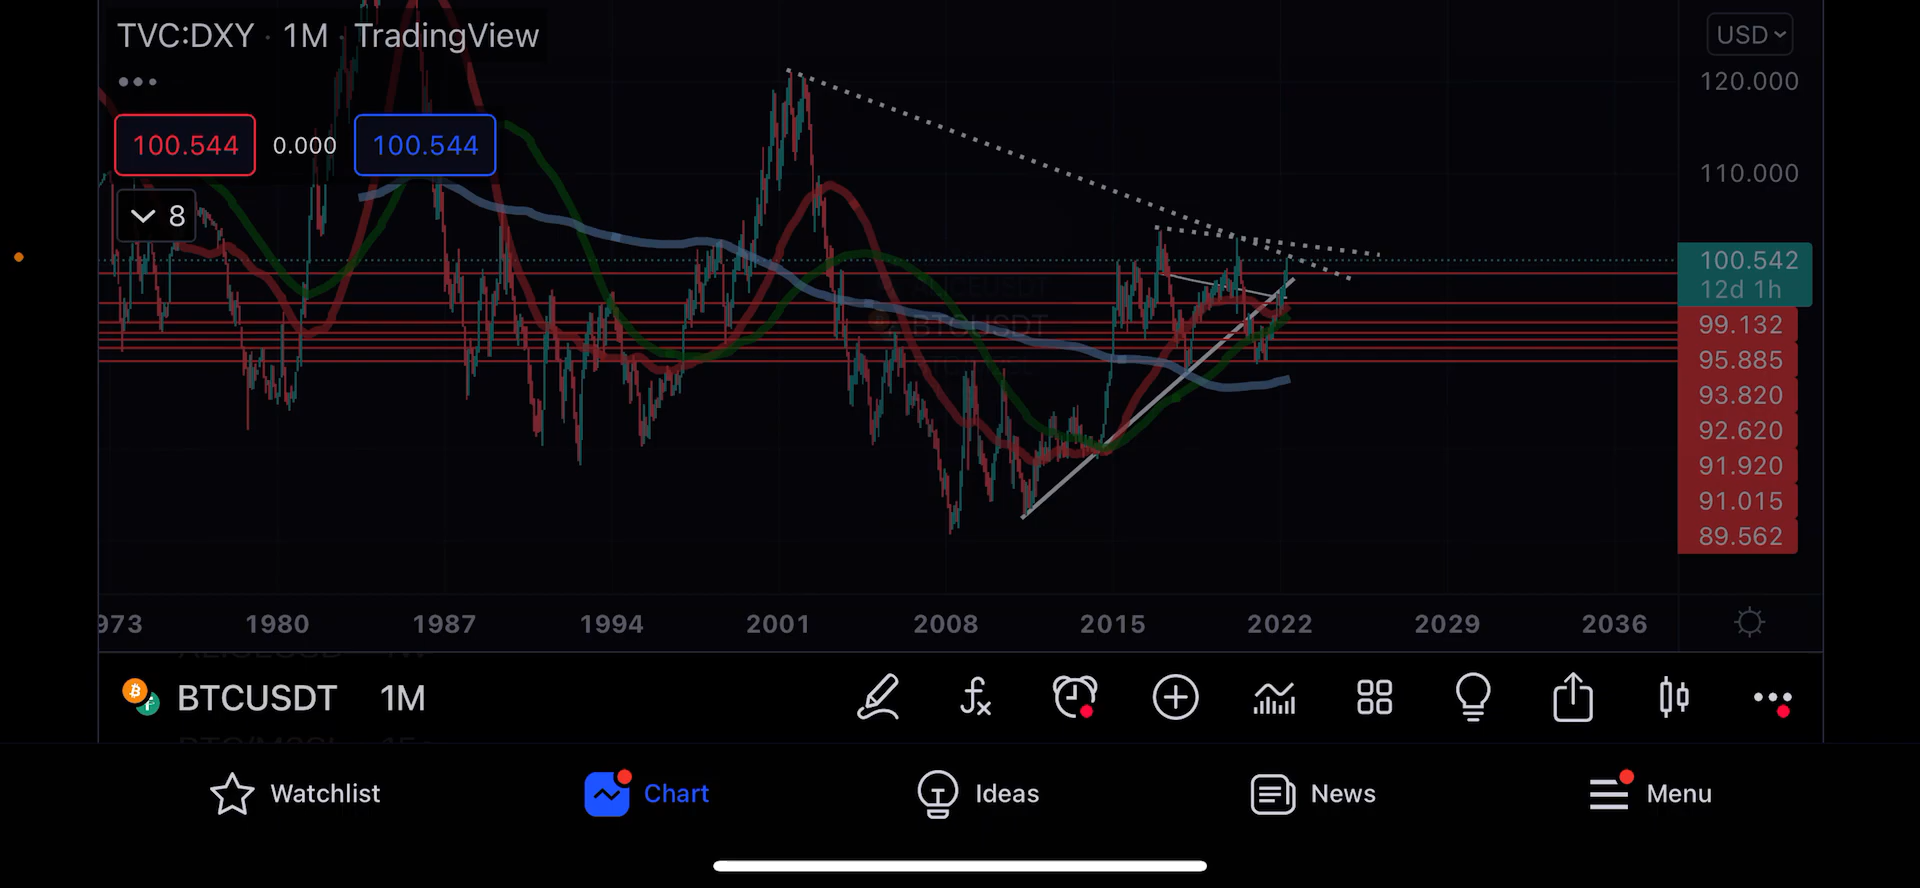 TVC:DXY · 1M · TradingView
USD
120.000
100.544 0.000 100.544
110.000
8
100.542
12d 1h
BTCUSDT
99.132
95.885
93.820
92.620
91.920
91.015
89.562
973 1980 1987 1994 2001 2008 2015 2022 2029 2036
BTCUSDT 1M
Watchlist Chart Ideas News Menu